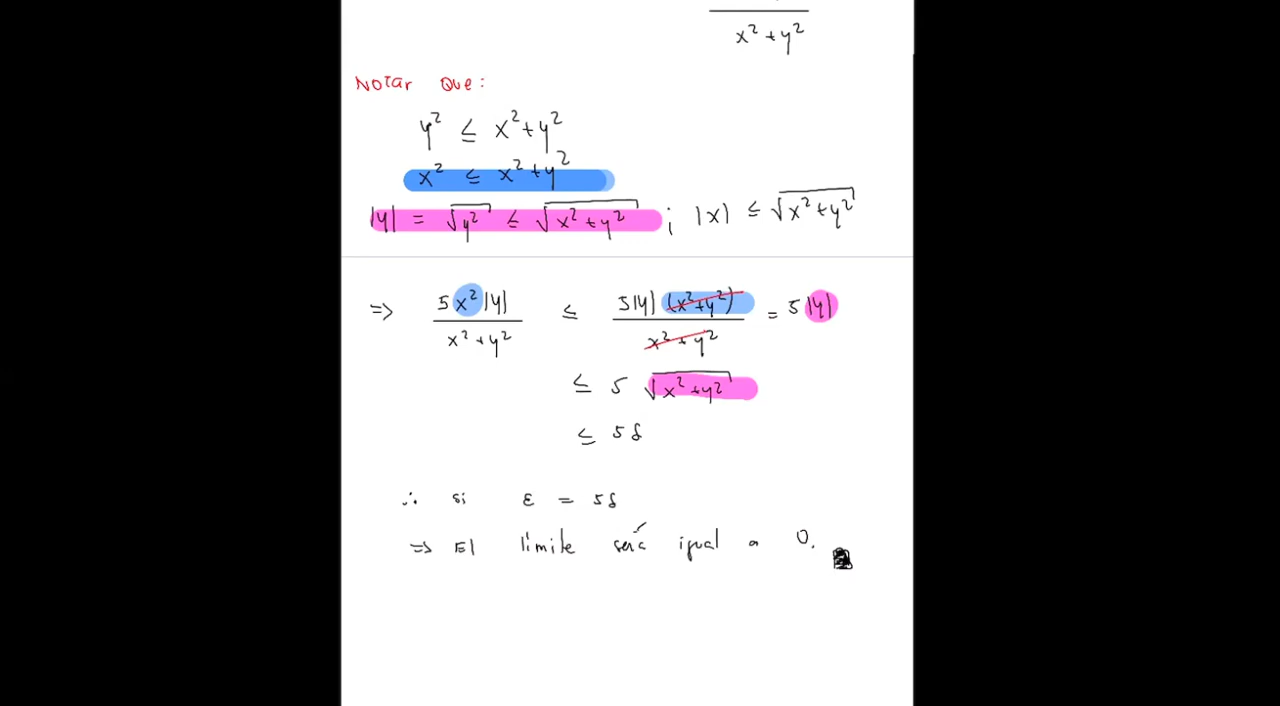 x² + y²
Notar que:
y² ≤ x² + y²
x² ≤ x² + y²
|y| = √y² ≤ √(x² + y²) ; |x| ≤ √(x² + y²)
=> 5x²|y| / (x² + y²) ≤ 5|y|(x² + y²) / (x² + y²) = 5|y|
≤ 5 √(x² + y²)
≤ 5δ
∴ si ε = 5δ
=> El límite será igual a 0.